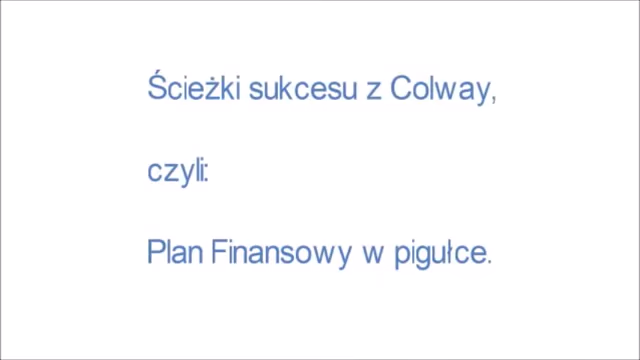 Ścieżki sukcesu z Colway,
czyli:
Plan Finansowy w pigułce.